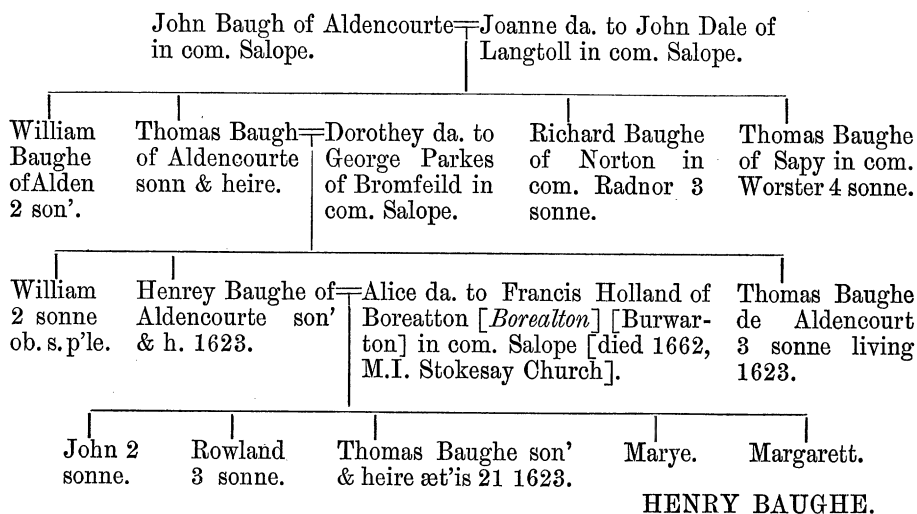 John Baugh of Aldencourte=Joanne da. to John Dale of
in com. Salope. Langtoll in com. Salope.
William
Baughe
of Alden
2 son'.
Thomas Baugh=Dorothey da. to
of Aldencourte George Parkes
sonn & heire. of Bromfeild in
com. Salope.
Richard Baughe
of Norton in
com. Radnor 3
sonne.
Thomas Baughe
of Sapy in com.
Worster 4 sonne.
William
2 sonne
ob. s. p'le.
Henrey Baughe of=Alice da. to Francis Holland of
Aldencourte son' Boreatton [Borealton] [Burwar-
& h. 1623. ton] in com. Salope [died 1662,
M.I. Stokesay Church].
Thomas Baughe
de Aldencourt
3 sonne living
1623.
John 2
sonne.
Rowland
3 sonne.
Thomas Baughe son'
& heire æt'is 21 1623.
Marye.
Margarett.
HENRY BAUGHE.